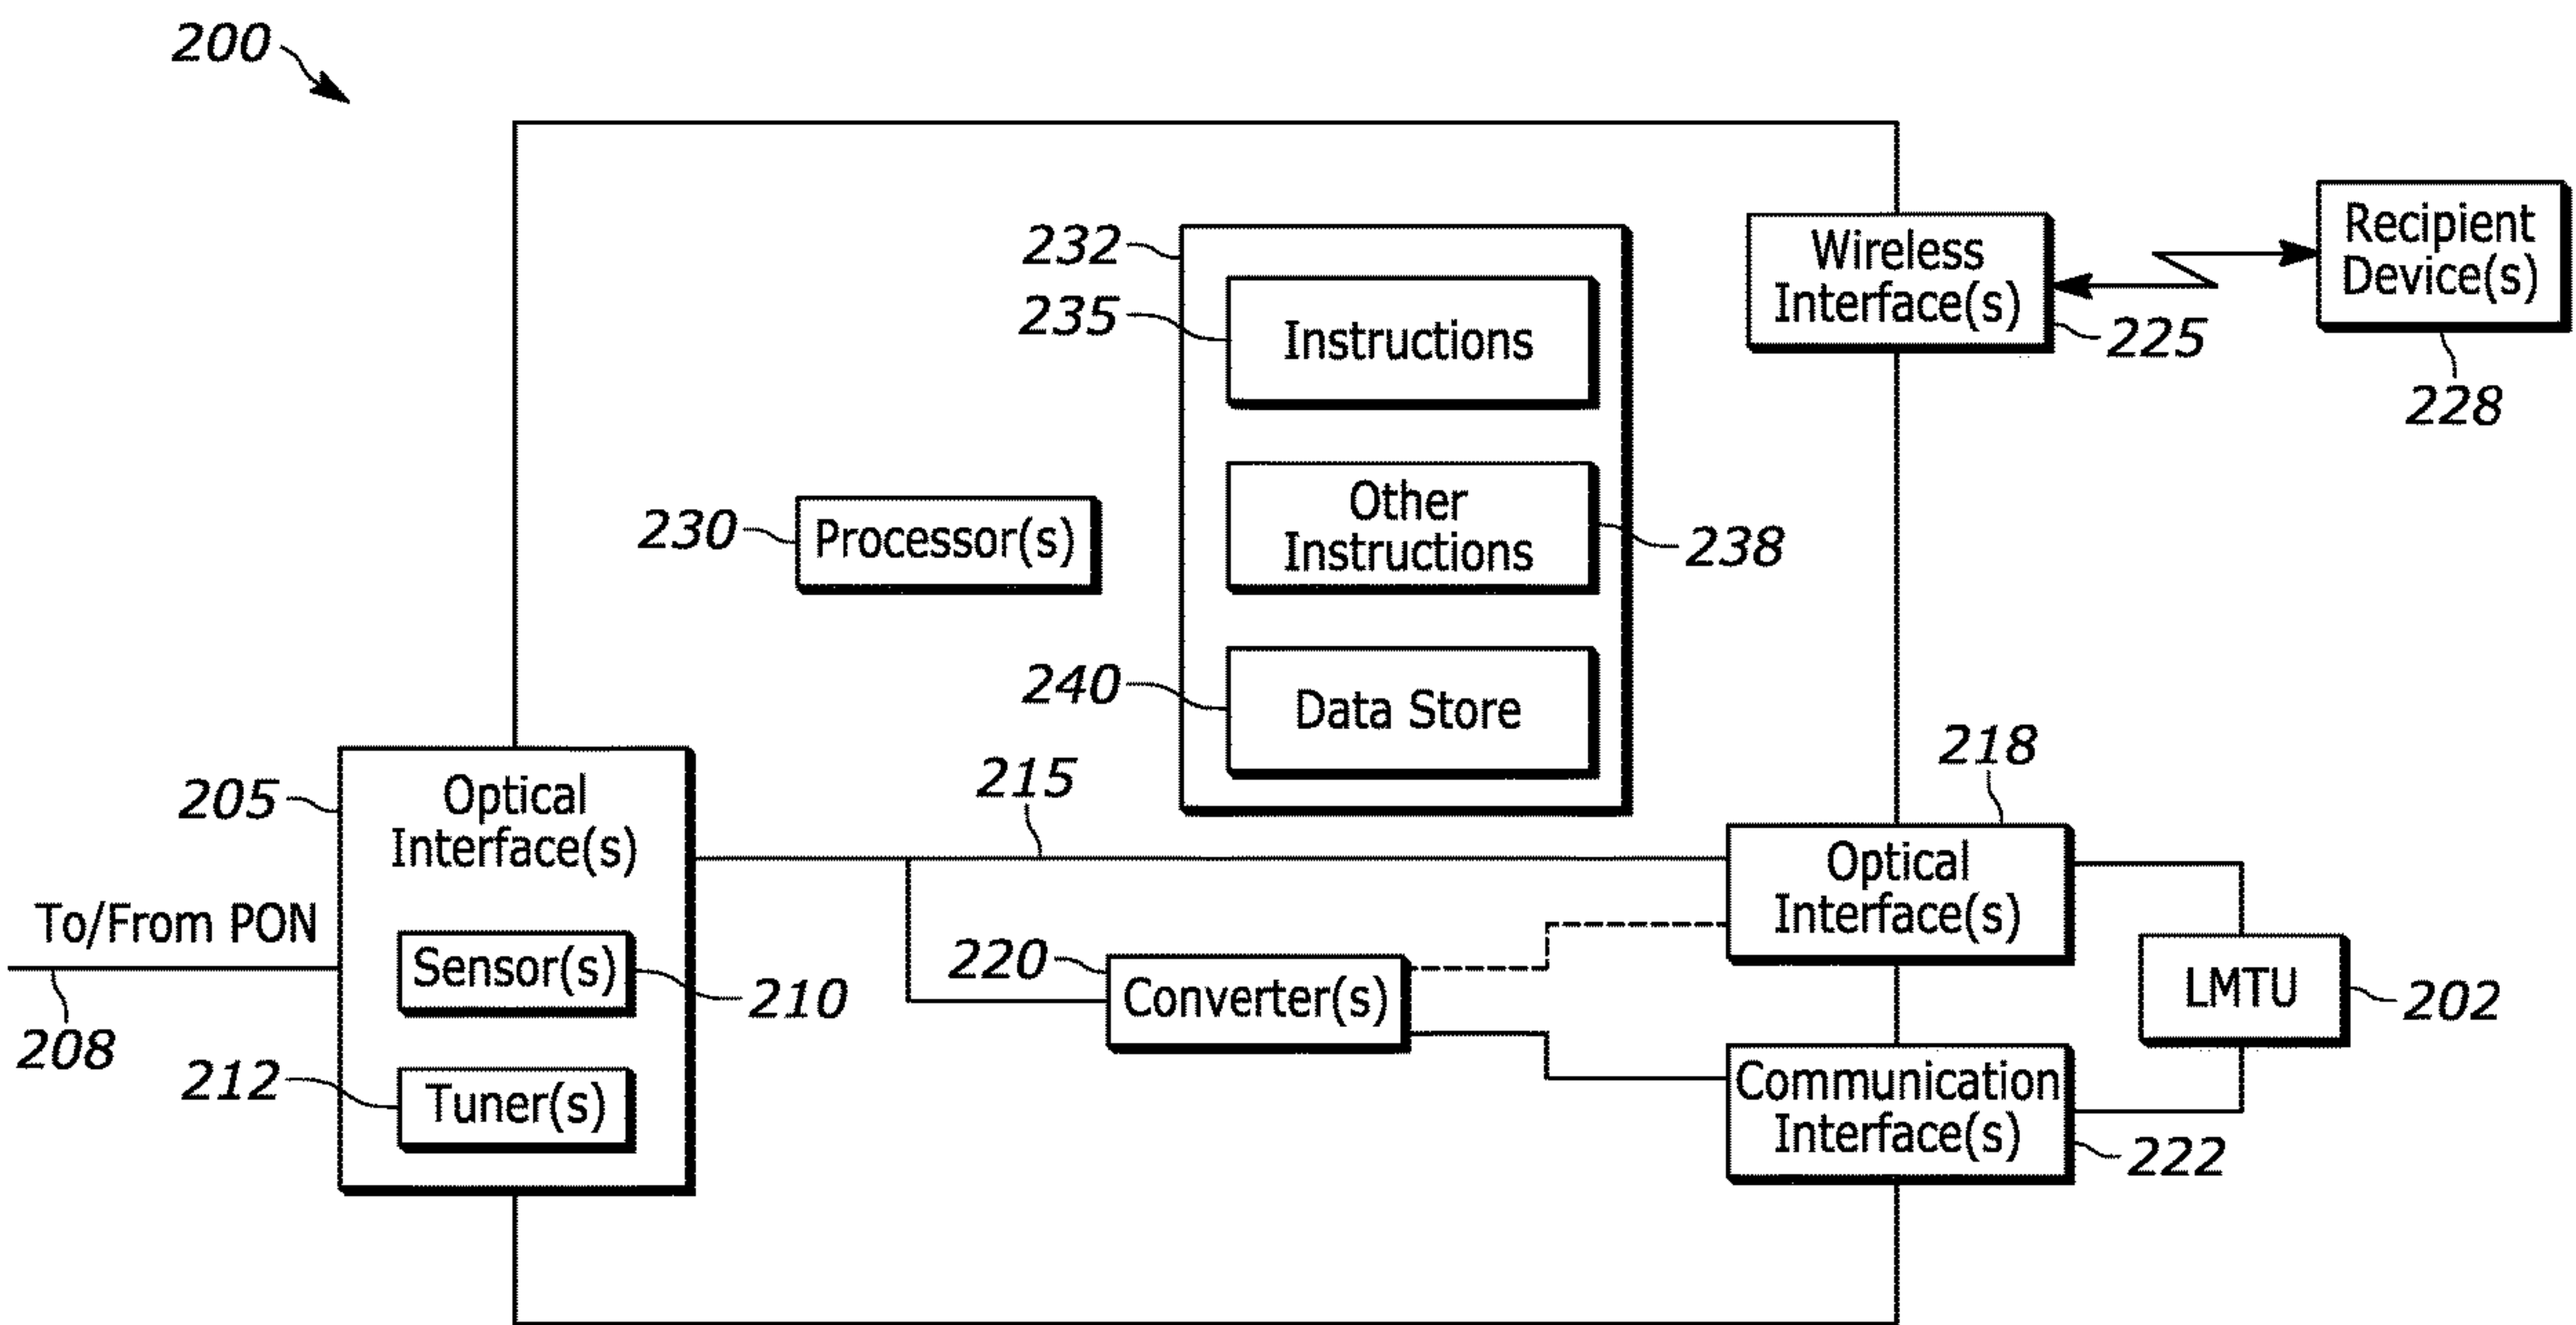 200
232
Wireless
Interface(s)
Recipient
Device(s)
235
Instructions
225
228
230
Processor(s)
Other
Instructions
238
240
Data Store
205
Optical
Interface(s)
215
218
Optical
Interface(s)
To/From PON
208
Sensor(s)
210
220
Converter(s)
LMTU
202
212
Tuner(s)
Communication
Interface(s)
222